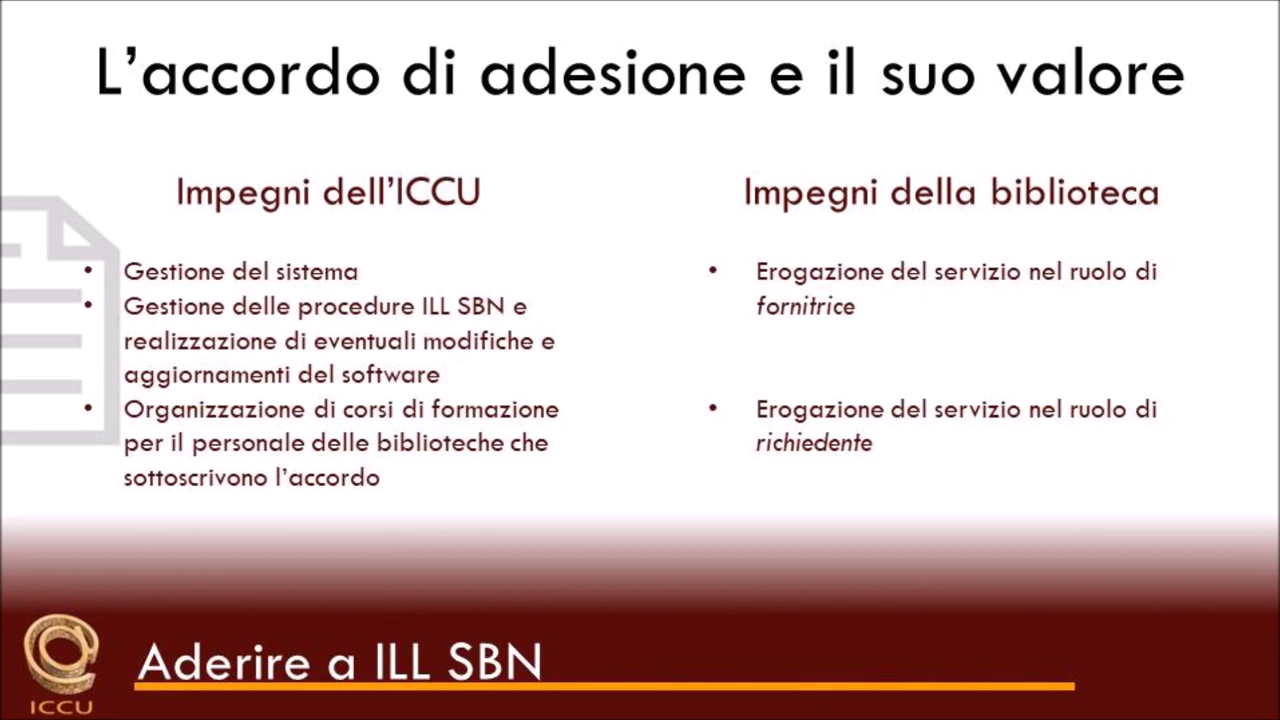 L’accordo di adesione e il suo valore
Impegni dell’ICCU
• Gestione del sistema
• Gestione delle procedure ILL SBN e
realizzazione di eventuali modifiche e
aggiornamenti del software
• Organizzazione di corsi di formazione
per il personale delle biblioteche che
sottoscrivono l’accordo
Impegni della biblioteca
• Erogazione del servizio nel ruolo di
fornitrice
• Erogazione del servizio nel ruolo di
richiedente
Aderire a ILL SBN
@
ICCU